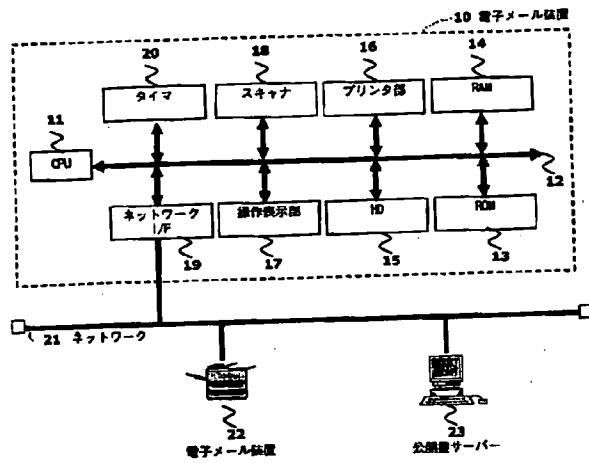 10 電子メール装置
20
18
16
14
タイマ
スキャナ
プリンタ部
RAM
11
CPU
12
ネットワーク
I/F
操作表示部
HD
ROM
19
17
15
13
21 ネットワーク
22
電子メール装置
23
公開鍵サーバー